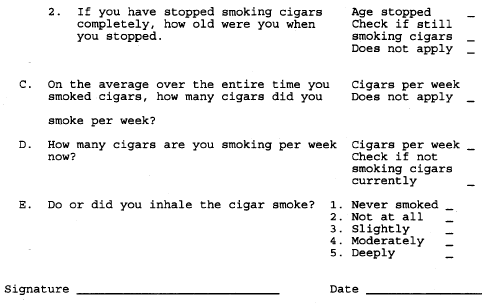 2. If you have stopped smoking cigars Age stopped _
completely, how old were you when Check if still
you stopped. smoking cigars _
Does not apply _
C. On the average over the entire time you Cigars per week
smoked cigars, how many cigars did you Does not apply _
smoke per week?
D. How many cigars are you smoking per week Cigars per week _
now? Check if not
smoking cigars
currently _
E. Do or did you inhale the cigar smoke? 1. Never smoked _
2. Not at all _
3. Slightly _
4. Moderately _
5. Deeply _
Signature ____________________________ Date ________________